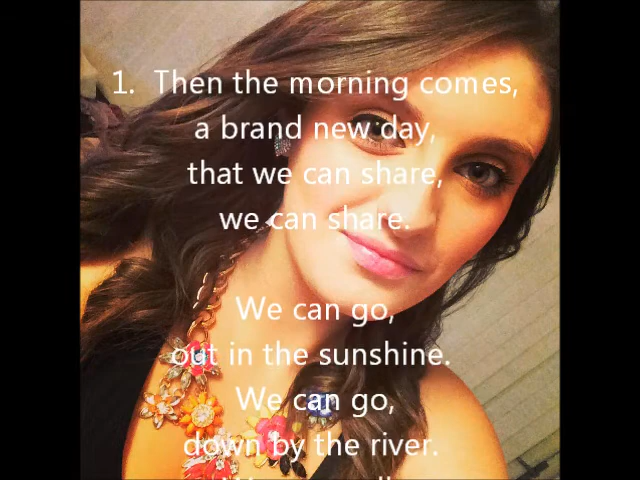 1. Then the morning comes,
a brand new day,
that we can share,
we can share.
We can go,
out in the sunshine.
We can go,
down by the river.